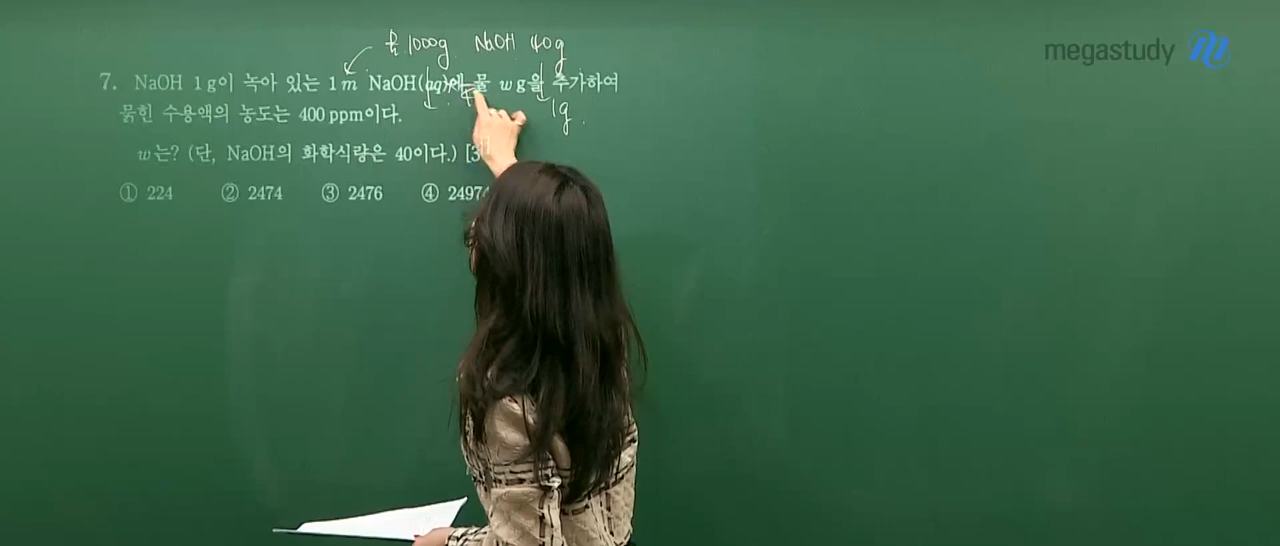 megastudy
물 1000g NaOH 40g
7. NaOH 1g이 녹아 있는 1 m NaOH(aq)에 물 w g을 추가하여
1g
묽힌 수용액의 농도는 400 ppm이다.
w는? (단, NaOH의 화학식량은 40이다.) [3
① 224 ② 2474 ③ 2476 ④ 2497